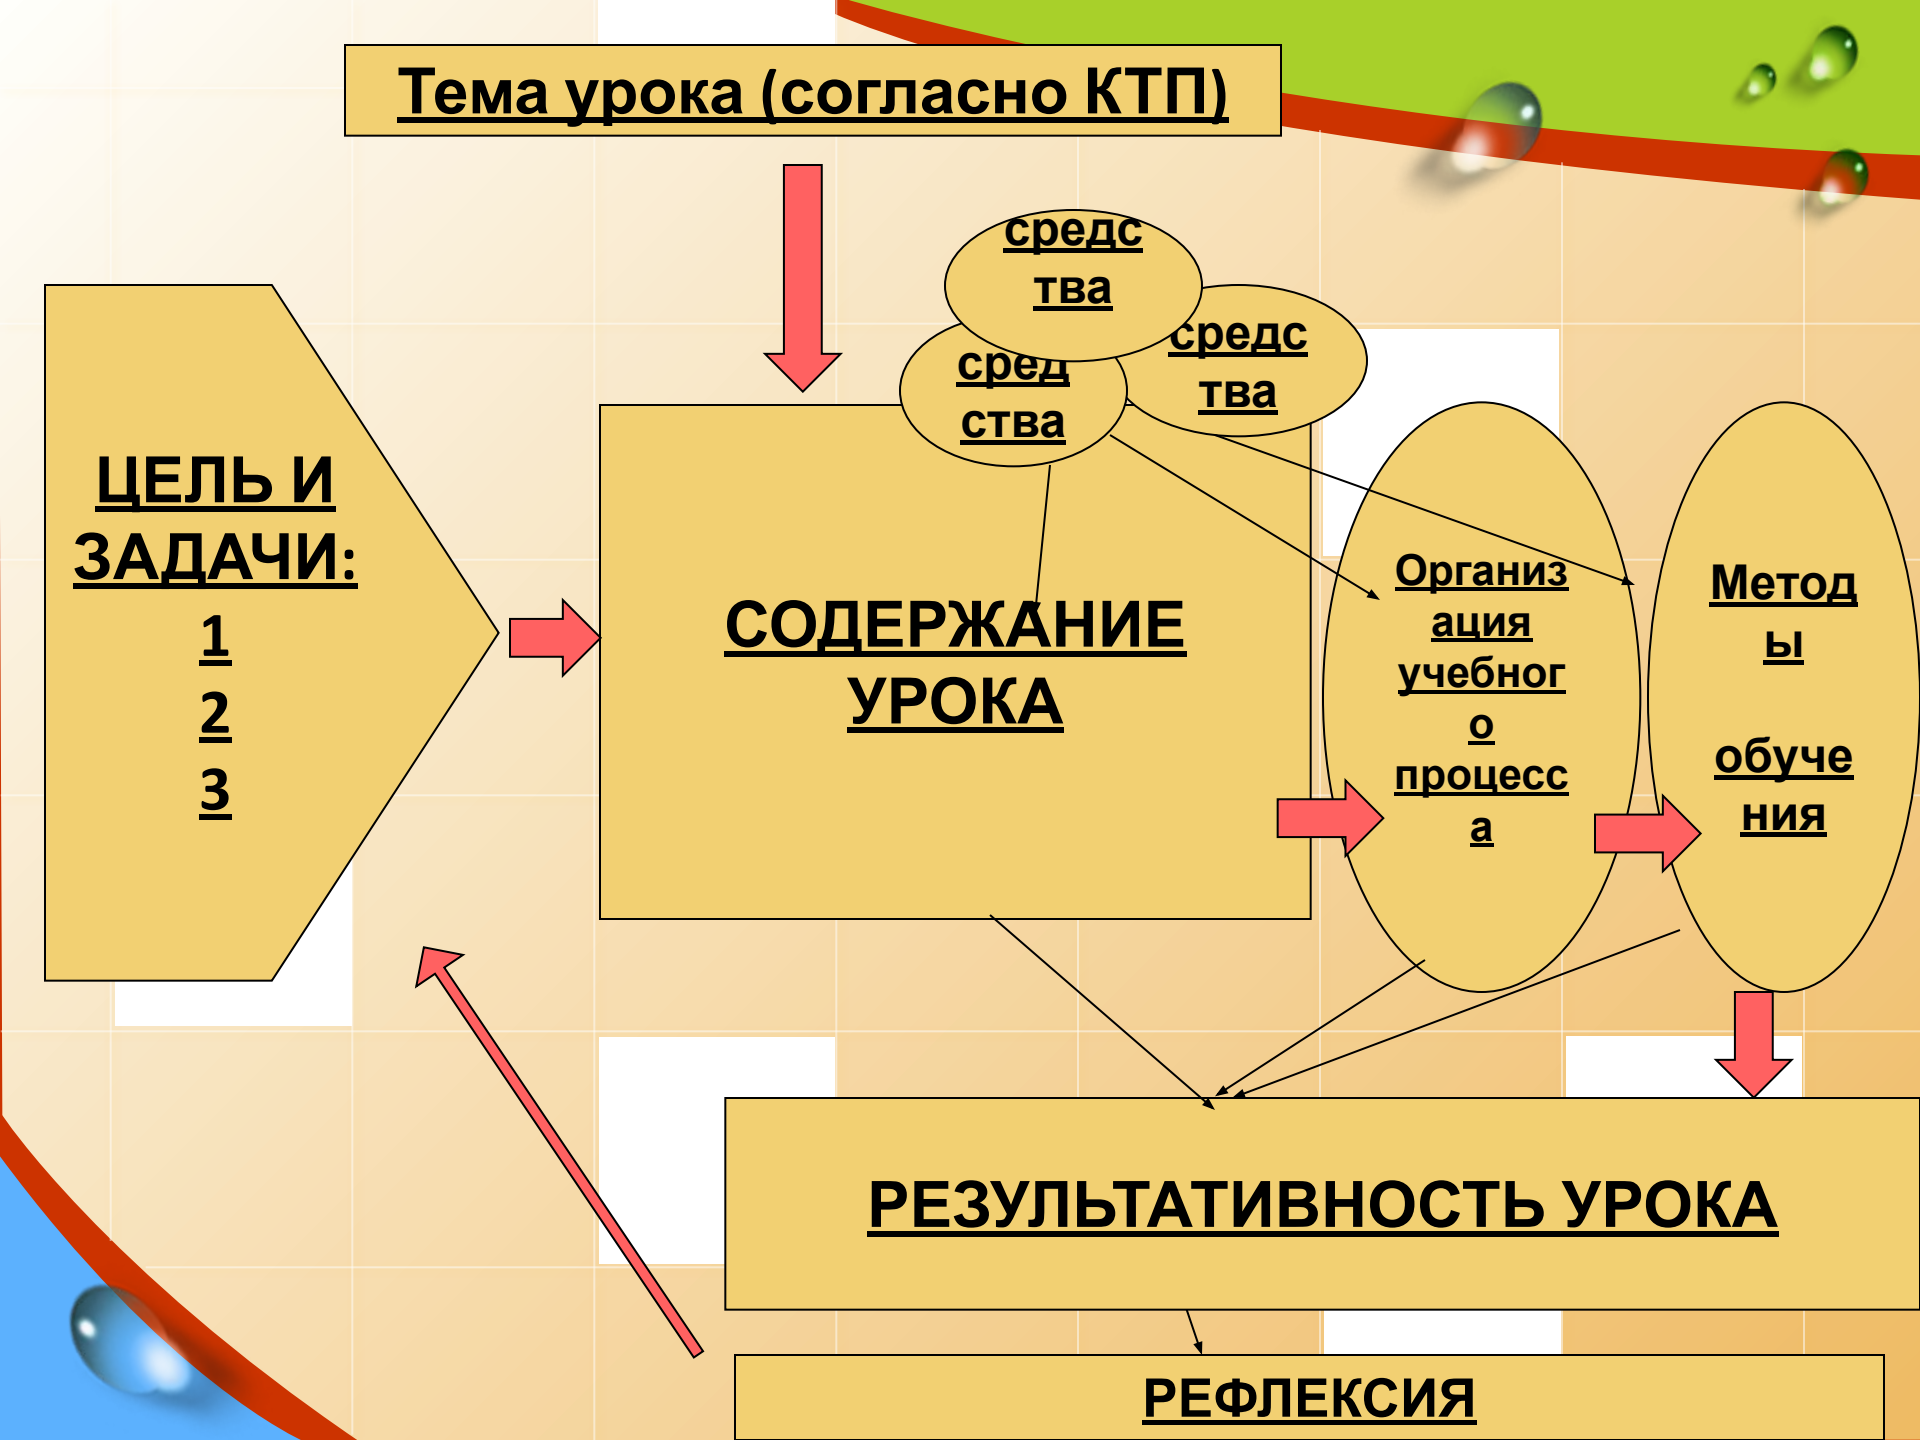 Тема урока (согласно КТП)
средс
тва
средс
тва
сред
ства
ЦЕЛЬ И
ЗАДАЧИ:
1
2
3
СОДЕРЖАНИЕ
УРОКА
Организ
ация
учебног
о
процесс
а
Метод
ы
обуче
ния
РЕЗУЛЬТАТИВНОСТЬ УРОКА
РЕФЛЕКСИЯ